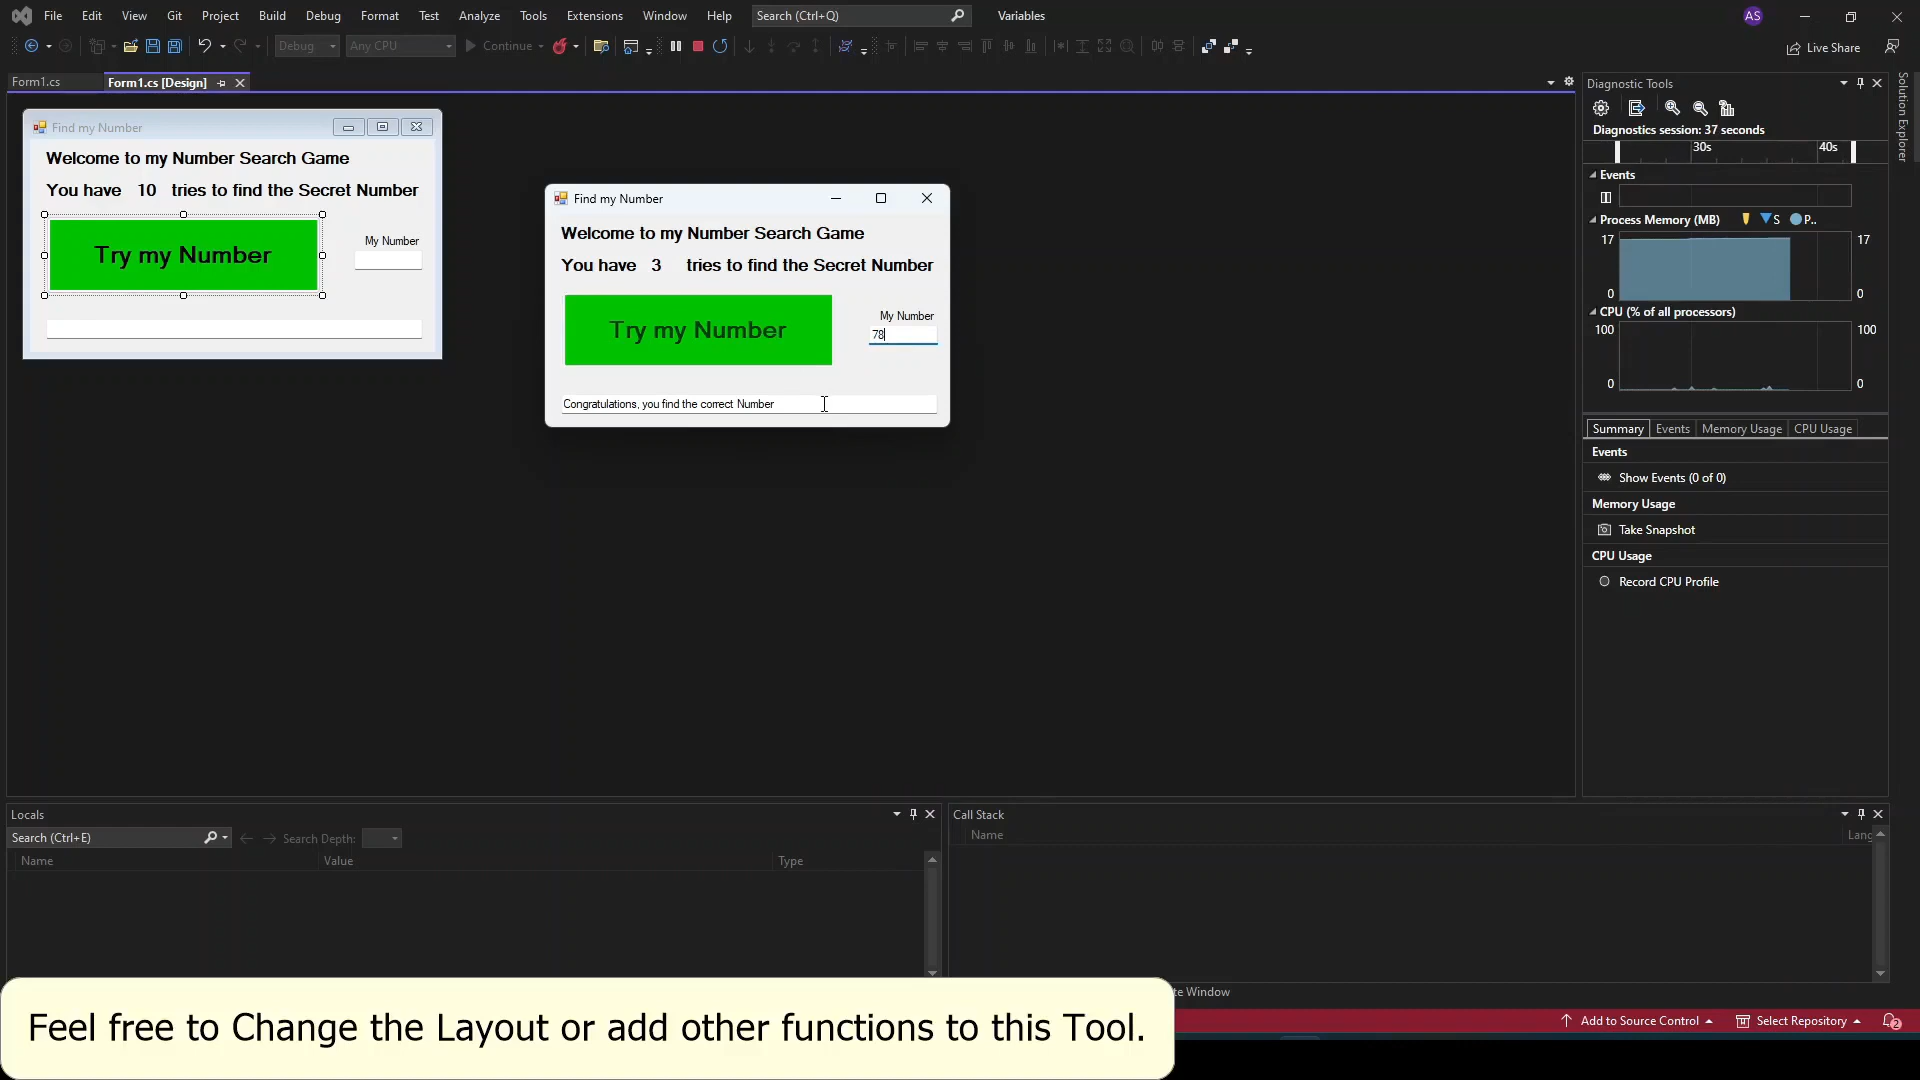 File Edit View Git Project Build Debug Format Test Analyze Tools Extensions Window Help Search (Ctrl+Q) Variables AS
Debug Any CPU Continue Live Share
Form1.cs Form1.cs [Design]
Find my Number
Welcome to my Number Search Game
You have 10 tries to find the Secret Number
Try my Number
My Number
Find my Number
Welcome to my Number Search Game
You have 3 tries to find the Secret Number
Try my Number
My Number
78
Congratulations, you find the correct Number
Diagnostic Tools
Diagnostics session: 37 seconds
30s 40s
Events
Process Memory (MB) S P..
17 17
0 0
CPU (% of all processors)
100 100
0 0
Summary Events Memory Usage CPU Usage
Events
Show Events (0 of 0)
Memory Usage
Take Snapshot
CPU Usage
Record CPU Profile
Solution Explorer
Locals
Search (Ctrl+E) Search Depth:
Name Value Type
Call Stack
Name Lang
te Window
Add to Source Control Select Repository 2
Feel free to Change the Layout or add other functions to this Tool.